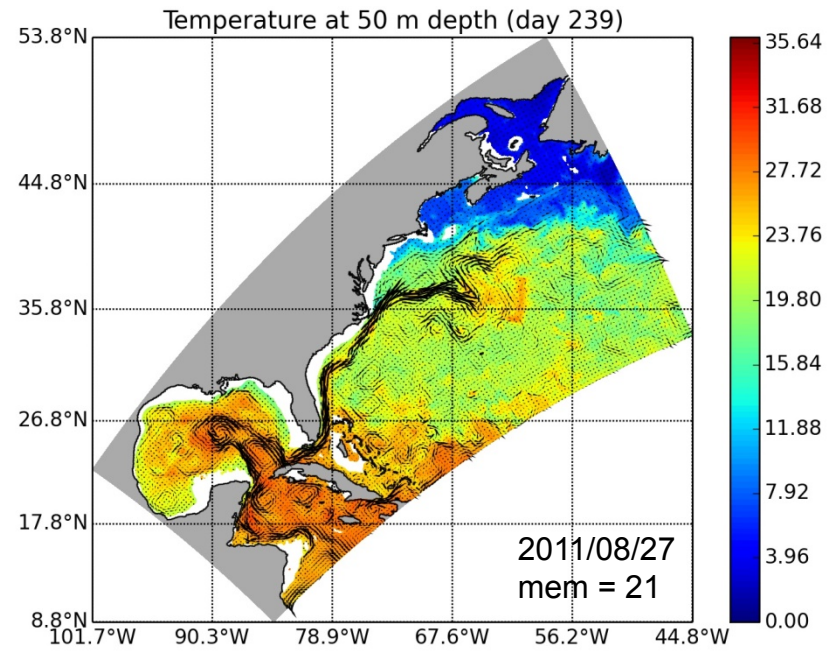 Temperature at 50 m depth (day 239)
53.8°N
44.8°N
35.8°N
26.8°N
17.8°N
8.8°N
101.7°W 90.3°W 78.9°W 67.6°W 56.2°W 44.8°W
35.64
31.68
27.72
23.76
19.80
15.84
11.88
7.92
3.96
0.00
2011/08/27
mem = 21